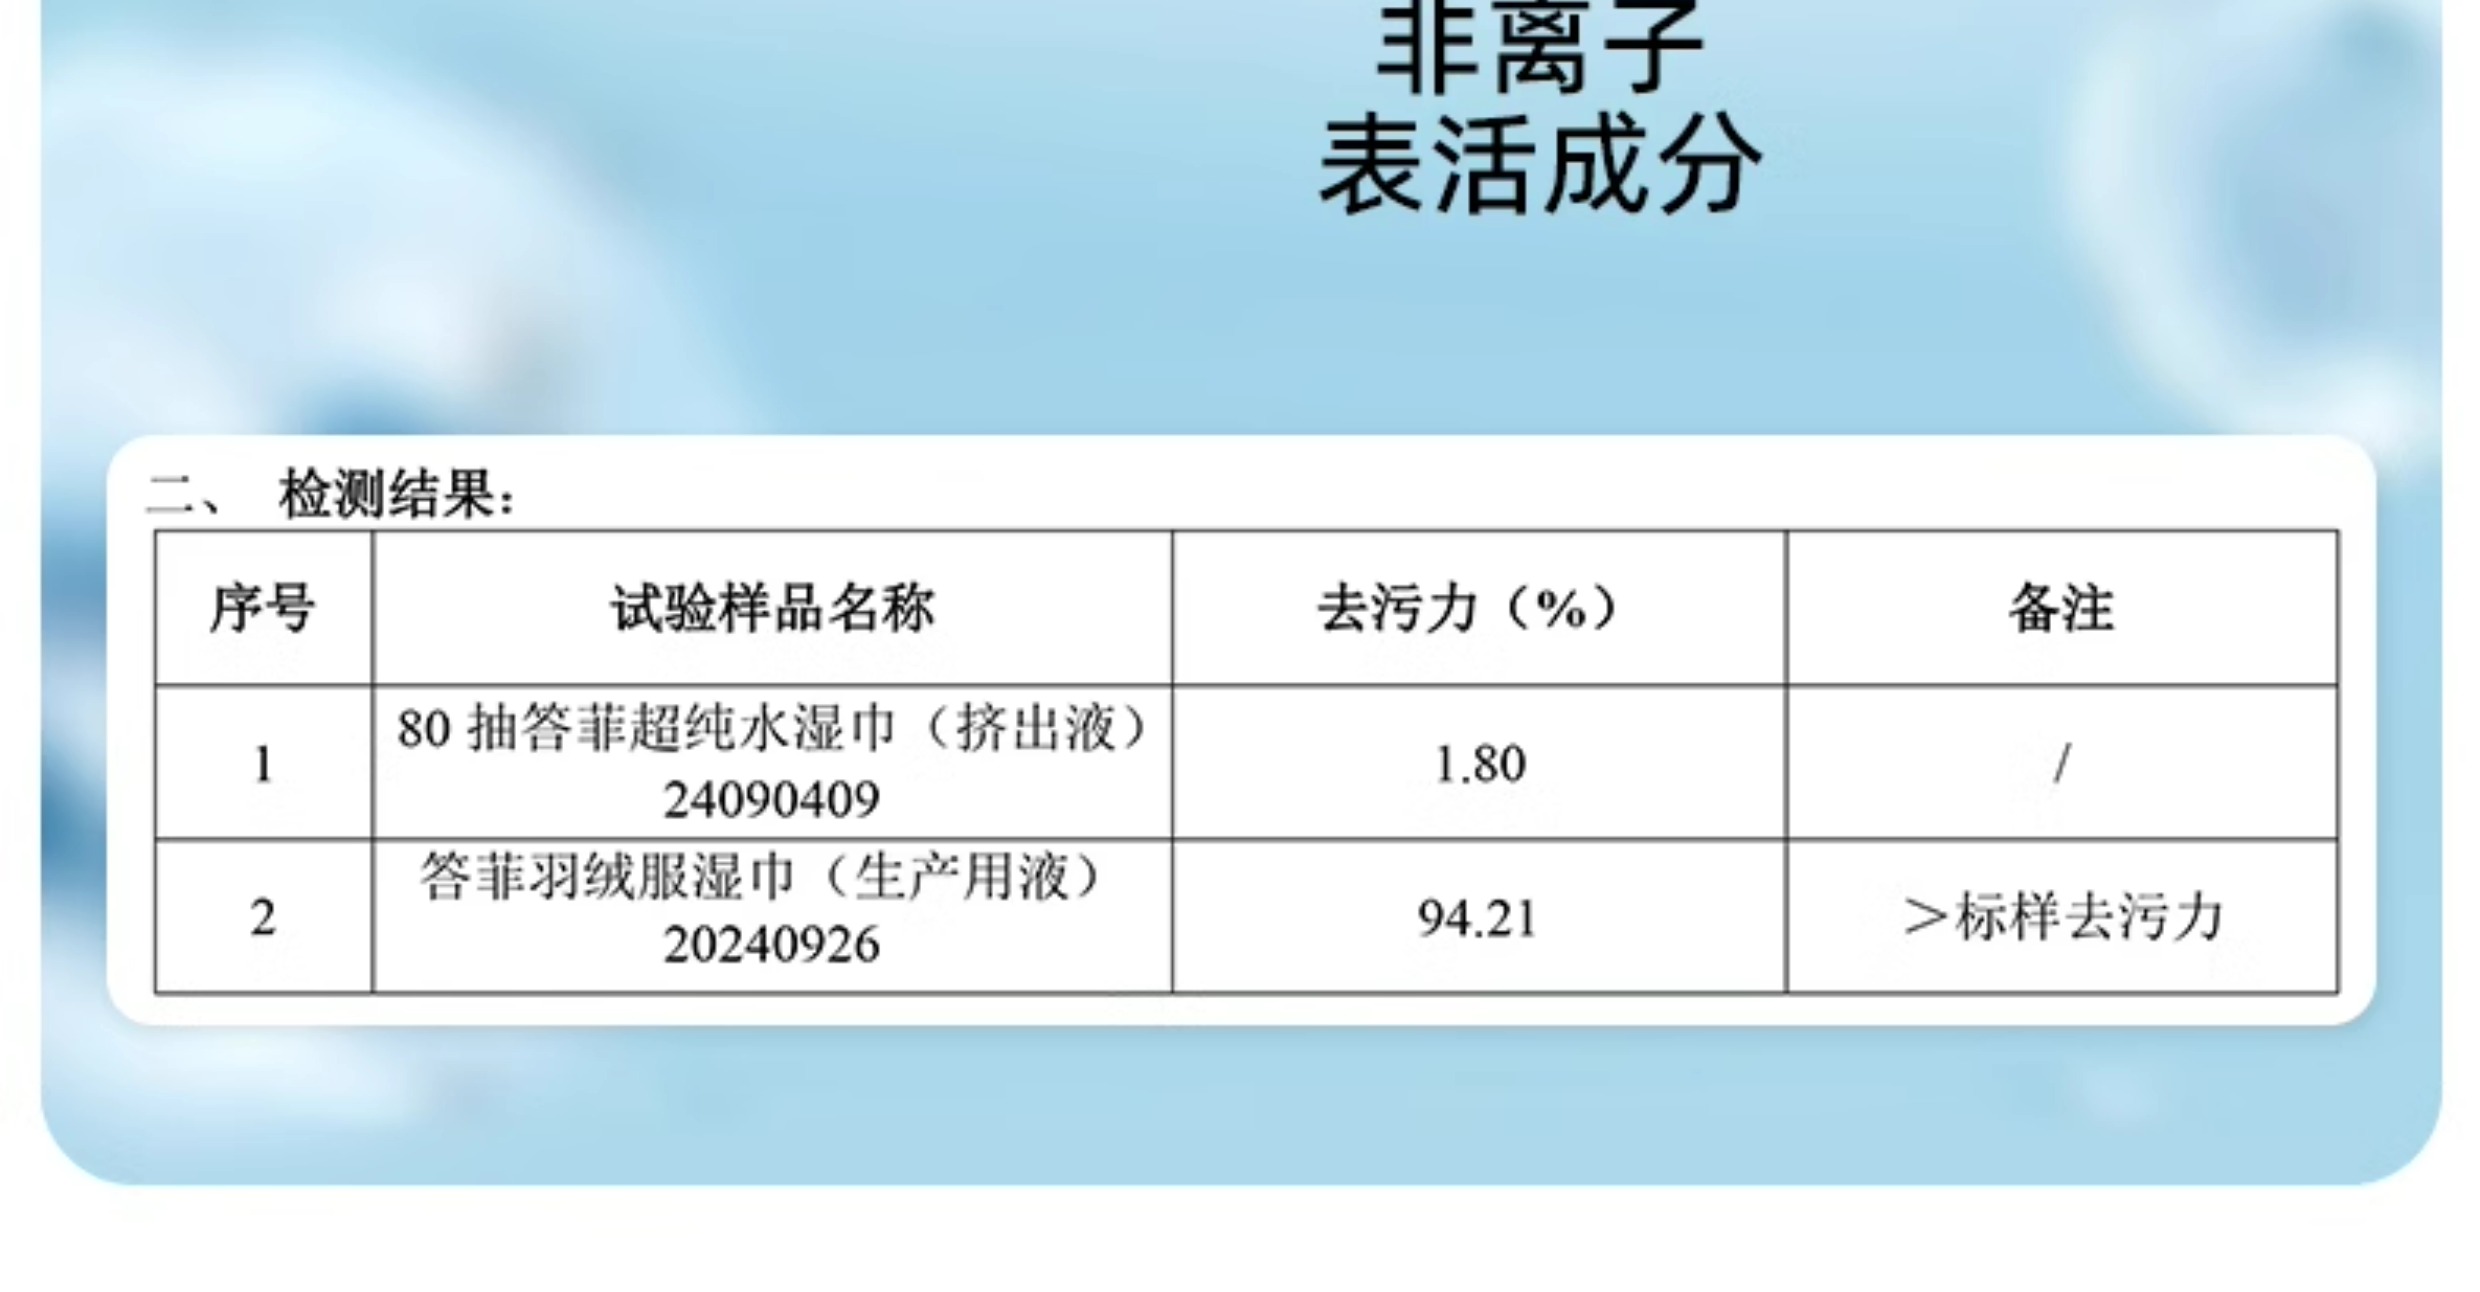 非离子
表活成分
二、 检测结果：
序号 试验样品名称 去污力（%） 备注
1 80 抽答菲超纯水湿巾（挤出液） 1.80 /
24090409
2 答菲羽绒服湿巾（生产用液） 94.21 ＞标样去污力
20240926